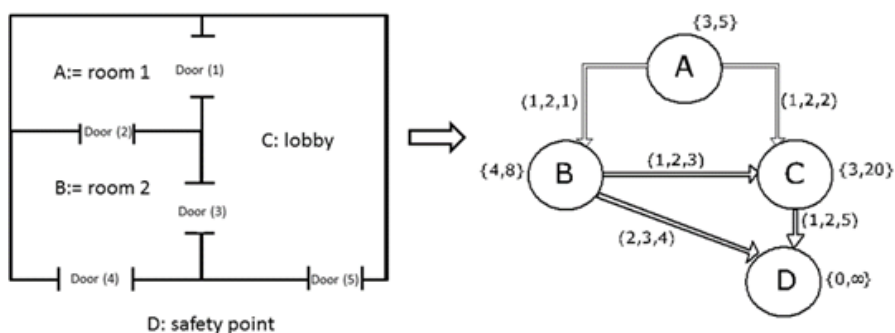 A:= room 1
Door (1)
Door (2)
C: lobby
B:= room 2
Door (3)
Door (4)
Door (5)
D: safety point
{3,5}
A
(1,2,1)
(1,2,2)
{4,8}
B
(1,2,3)
C
{3,20}
(2,3,4)
(1,2,5)
D
{0,∞}